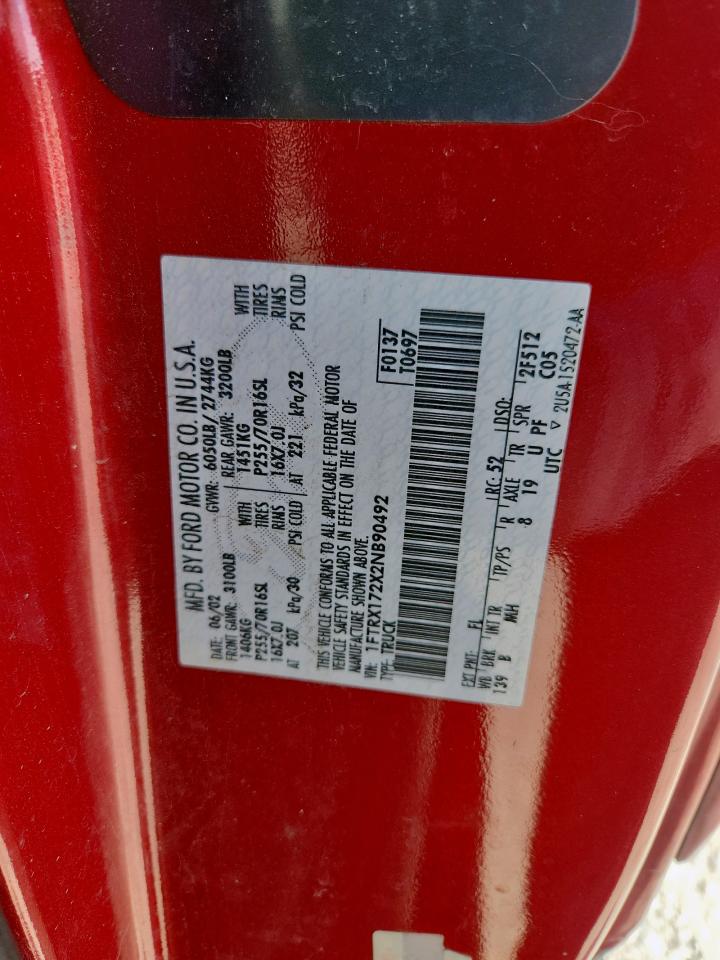 MFD. BY FORD MOTOR CO. IN U.S.A.
DATE: 06/02 GVWR: 6050LB/ 2744KG
FRONT GAWR: 3100LB REAR GAWR: 3200LB
1406KG WITH 1451KG WITH
P255/70R16SL TIRES P255/70R16SL TIRES
16X7.0J RIMS 16X7.0J RIMS
AT 207 kPa/30 PSI COLD AT 221 kPa/32 PSI COLD
THIS VEHICLE CONFORMS TO ALL APPLICABLE FEDERAL MOTOR
VEHICLE SAFETY STANDARDS IN EFFECT ON THE DATE OF
MANUFACTURE SHOWN ABOVE.
VIN: 1FTRX172X2NB90492 F0137
TYPE: TRUCK T0697
EXT PNT: FL RC: 52 DSO:
WB BRK INT TR TP/PS R AXLE TR SPR 2F512
139 B MH 8 19 U PF C05
UTC ▽ 2U5A-1520472-AA